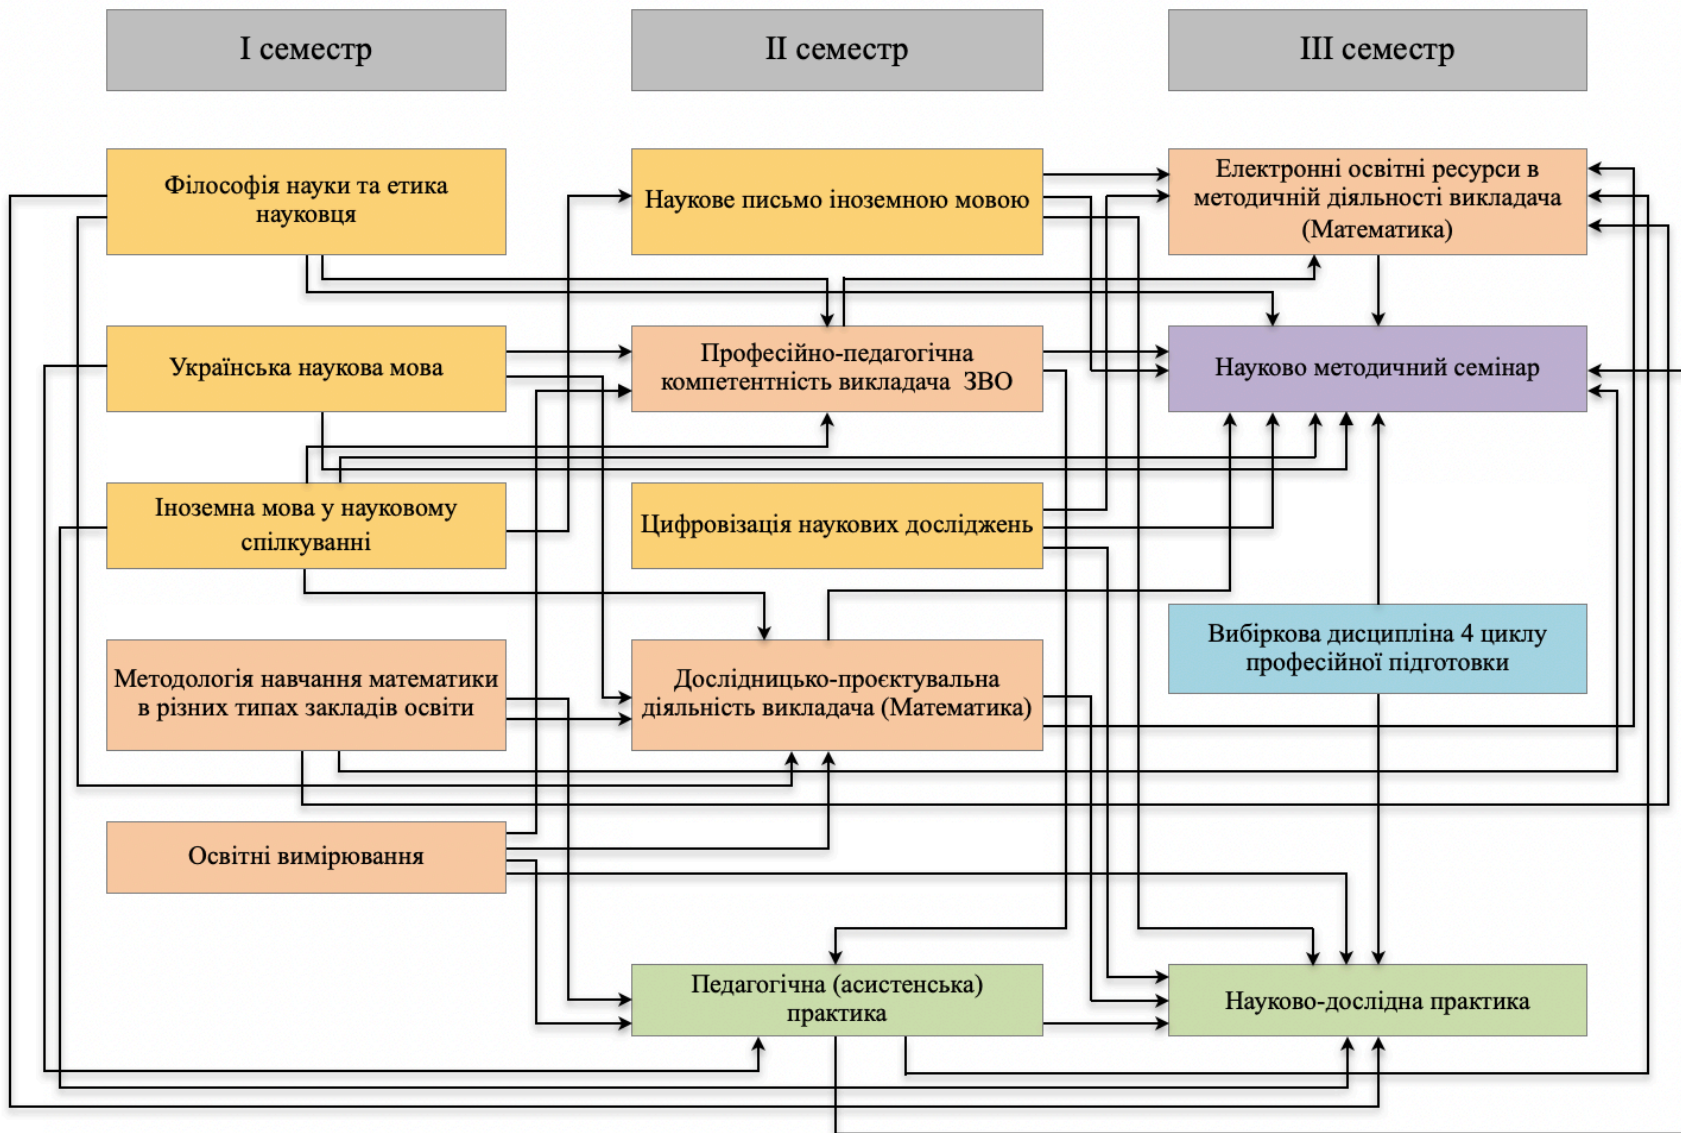 І семестр
ІІ семестр
ІІІ семестр
Філософія науки та етика
науковця
Наукове письмо іноземною мовою
Електронні освітні ресурси в
методичній діяльності викладача
(Математика)
Українська наукова мова
Професійно-педагогічна
компетентність викладача ЗВО
Науково методичний семінар
Іноземна мова у науковому
спілкуванні
Цифровізація наукових досліджень
Вибіркова дисципліна 4 циклу
професійної підготовки
Методологія навчання математики
в різних типах закладів освіти
Дослідницько-проєктувальна
діяльність викладача (Математика)
Освітні вимірювання
Педагогічна (асистенська)
практика
Науково-дослідна практика